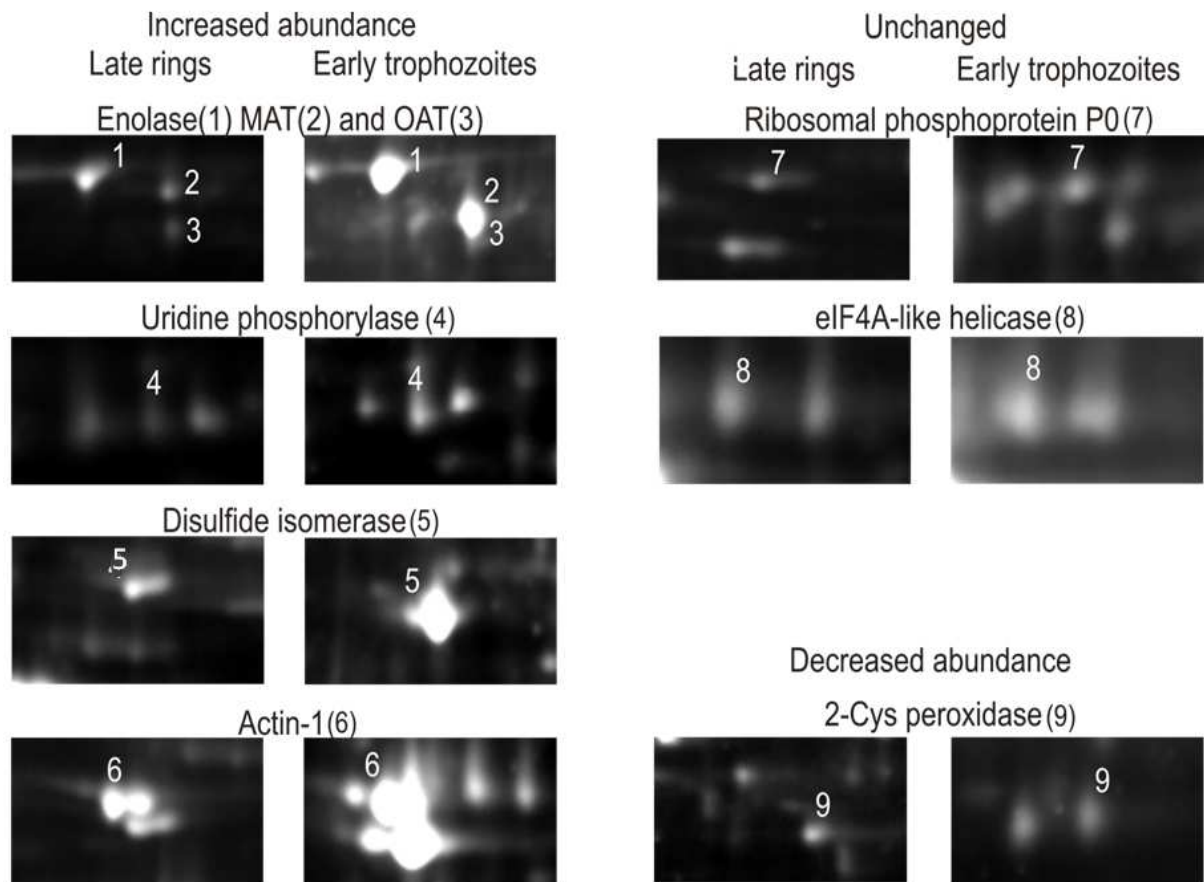 Increased abundance
Late rings Early trophozoites
Enolase(1) MAT(2) and OAT(3)
1
2
3
1
2
3
Uridine phosphorylase (4)
4
4
Disulfide isomerase(5)
5
5
Actin-1(6)
6
6
Unchanged
Late rings Early trophozoites
Ribosomal phosphoprotein P0(7)
7
7
eIF4A-like helicase(8)
8
8
Decreased abundance
2-Cys peroxidase(9)
9
9